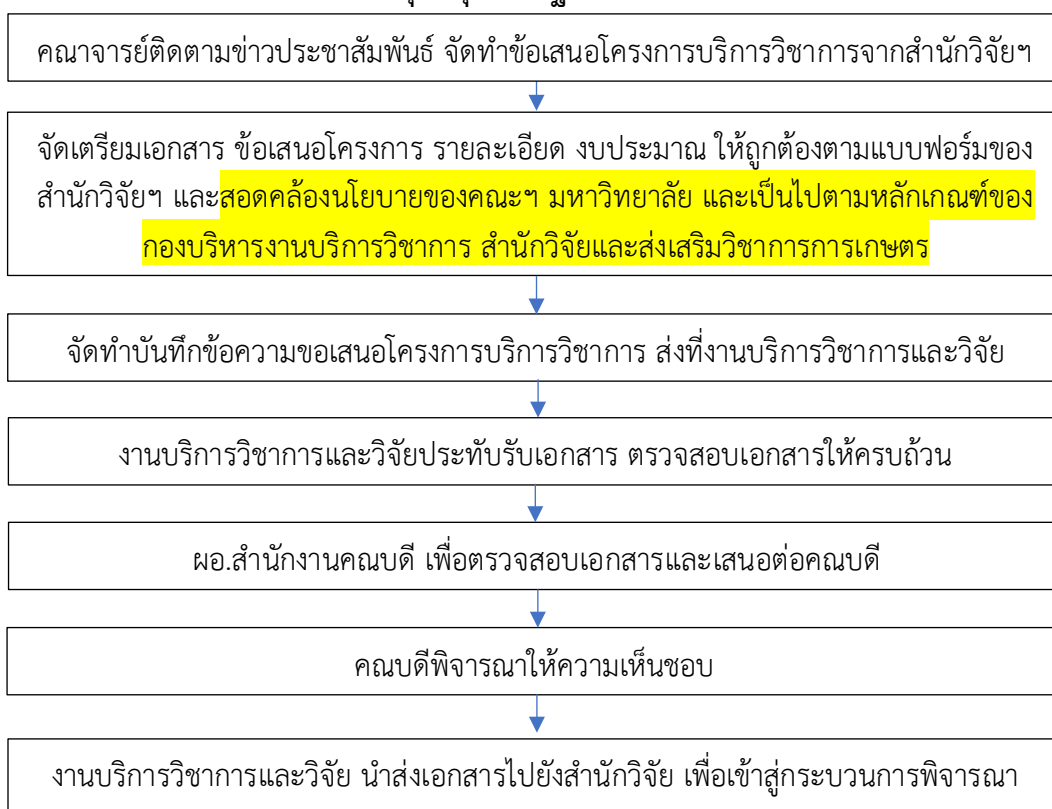 คณาจารย์ติดตามข่าวประชาสัมพันธ์ จัดทำข้อเสนอโครงการบริการวิชาการจากสำนักวิจัยฯ
จัดเตรียมเอกสาร ข้อเสนอโครงการ รายละเอียด งบประมาณ ให้ถูกต้องตามแบบฟอร์มของ
สำนักวิจัยฯ และสอดคล้องนโยบายของคณะฯ มหาวิทยาลัย และเป็นไปตามหลักเกณฑ์ของ
กองบริหารงานบริการวิชาการ สำนักวิจัยและส่งเสริมวิชาการการเกษตร
จัดทำบันทึกข้อความขอเสนอโครงการบริการวิชาการ ส่งที่งานบริการวิชาการและวิจัย
งานบริการวิชาการและวิจัยประทับรับเอกสาร ตรวจสอบเอกสารให้ครบถ้วน
ผอ.สำนักงานคณบดี เพื่อตรวจสอบเอกสารและเสนอต่อคณบดี
คณบดีพิจารณาให้ความเห็นชอบ
งานบริการวิชาการและวิจัย นำส่งเอกสารไปยังสำนักวิจัย เพื่อเข้าสู่กระบวนการพิจารณา